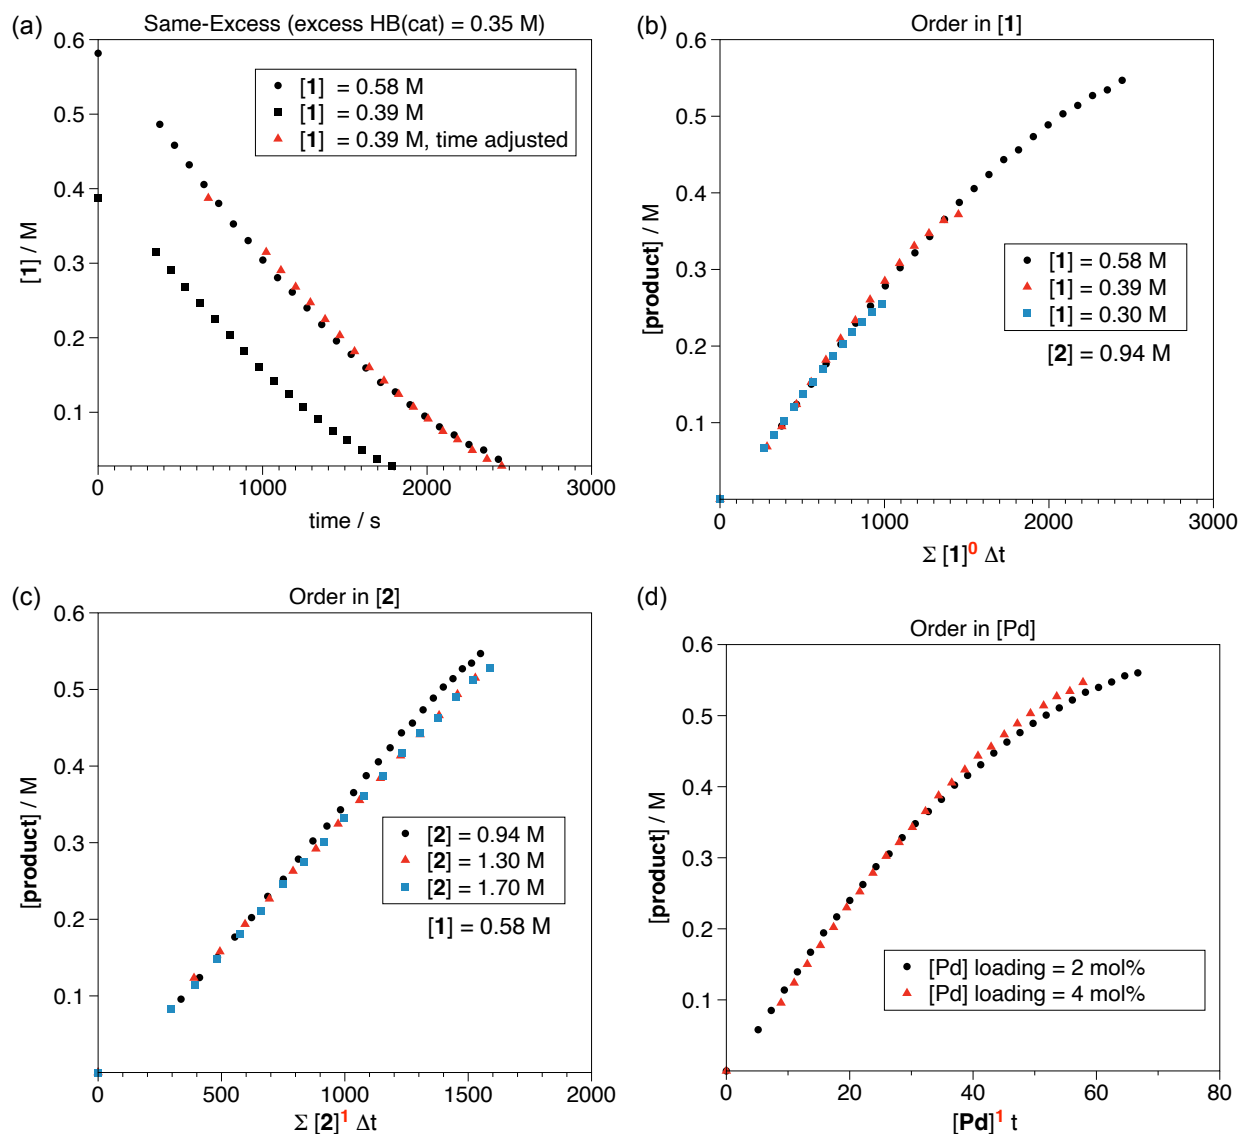 (a)
Same-Excess (excess HB(cat) = 0.35 M)
[1] / M
0.6
0.5
0.4
0.3
0.2
0.1
[1] = 0.58 M
[1] = 0.39 M
[1] = 0.39 M, time adjusted
0 1000 2000 3000
time / s
(b)
Order in [1]
[product] / M
0.6
0.5
0.4
0.3
0.2
0.1
0
[1] = 0.58 M
[1] = 0.39 M
[1] = 0.30 M
[2] = 0.94 M
0 1000 2000 3000
Σ [1]⁰ Δt
(c)
Order in [2]
[product] / M
0.6
0.5
0.4
0.3
0.2
0.1
[2] = 0.94 M
[2] = 1.30 M
[2] = 1.70 M
[1] = 0.58 M
0 500 1000 1500 2000
Σ [2]¹ Δt
(d)
Order in [Pd]
[product] / M
0.6
0.5
0.4
0.3
0.2
0.1
0
[Pd] loading = 2 mol%
[Pd] loading = 4 mol%
0 20 40 60 80
[Pd]¹ t